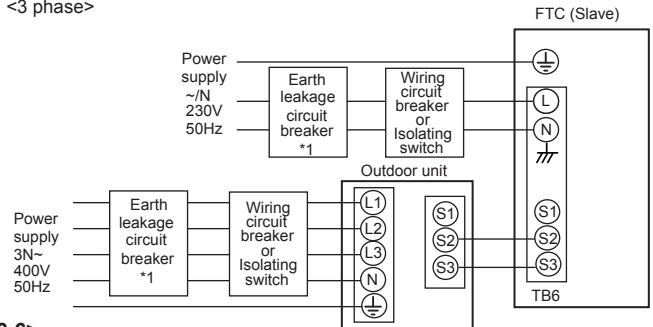 <3 phase>
FTC (Slave)
Power
supply
~/N
230V
50Hz
Earth
leakage
circuit
breaker
*1
Wiring
circuit
breaker
or
Isolating
switch
L
N
Outdoor unit
Power
supply
3N~
400V
50Hz
Earth
leakage
circuit
breaker
*1
Wiring
circuit
breaker
or
Isolating
switch
L1
L2
L3
N
S1
S2
S3
S1
S2
S3
TB6